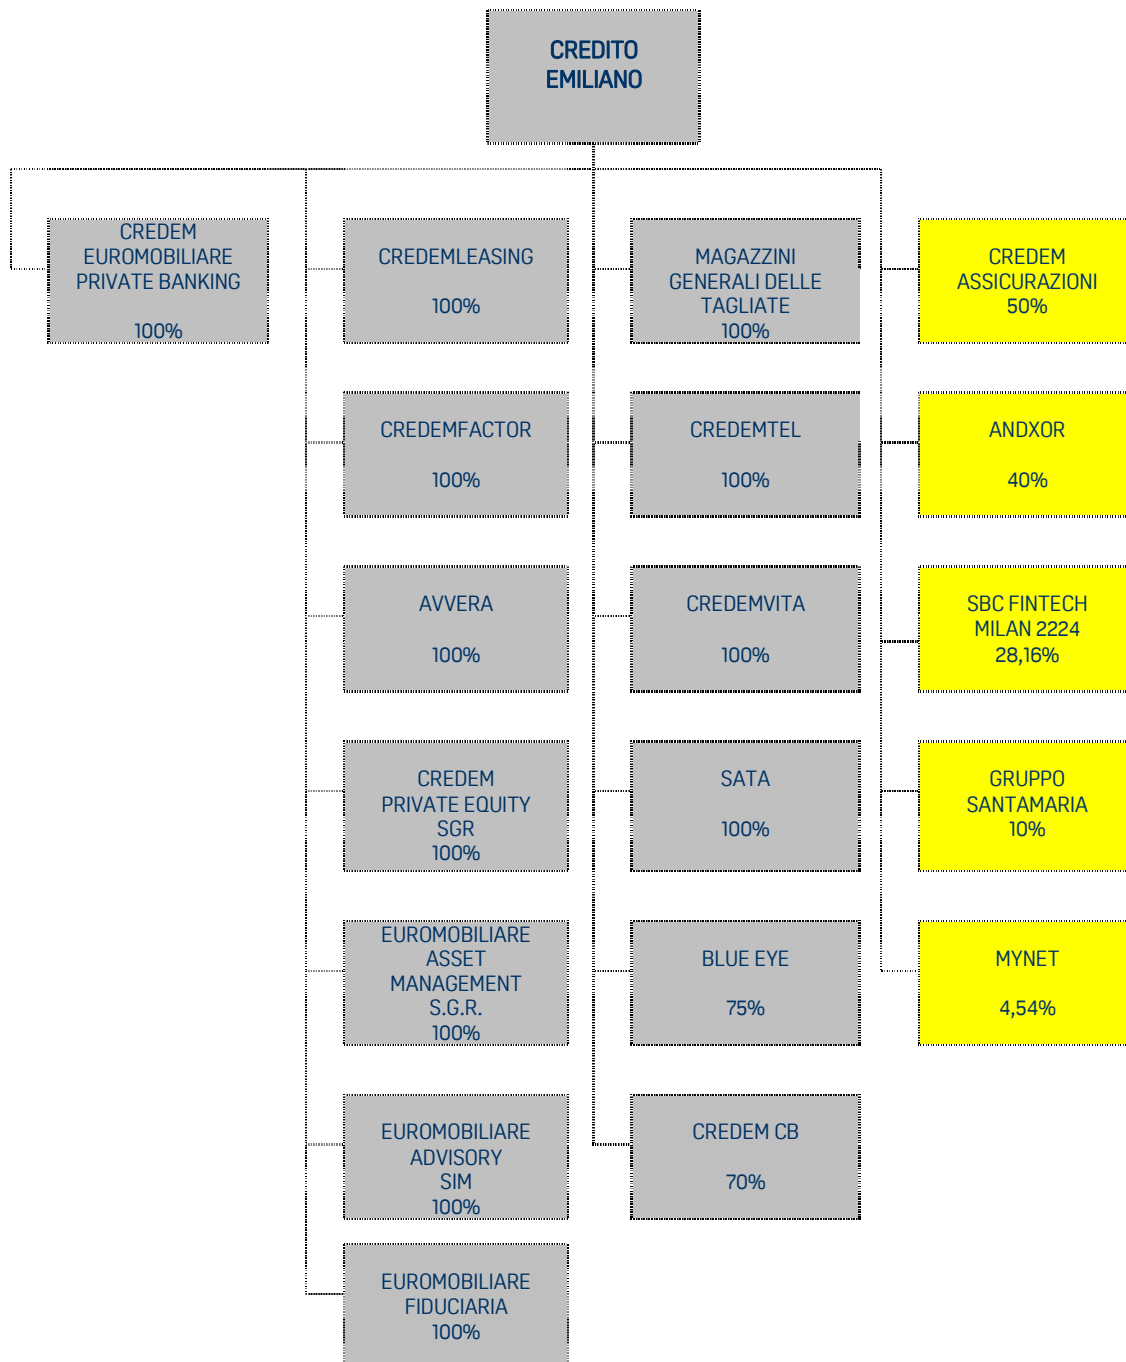 CREDITO
EMILIANO
CREDEM
EUROMOBILIARE
PRIVATE BANKING
100%
CREDEMLEASING
100%
MAGAZZINI
GENERALI DELLE
TAGLIATE
100%
CREDEM
ASSICURAZIONI
50%
CREDEMFACTOR
100%
CREDEMTEL
100%
ANDXOR
40%
AVVERA
100%
CREDEMVITA
100%
SBC FINTECH
MILAN 2224
28,16%
CREDEM
PRIVATE EQUITY
SGR
100%
SATA
100%
GRUPPO
SANTAMARIA
10%
EUROMOBILIARE
ASSET
MANAGEMENT
S.G.R.
100%
BLUE EYE
75%
MYNET
4,54%
EUROMOBILIARE
ADVISORY
SIM
100%
CREDEM CB
70%
EUROMOBILIARE
FIDUCIARIA
100%